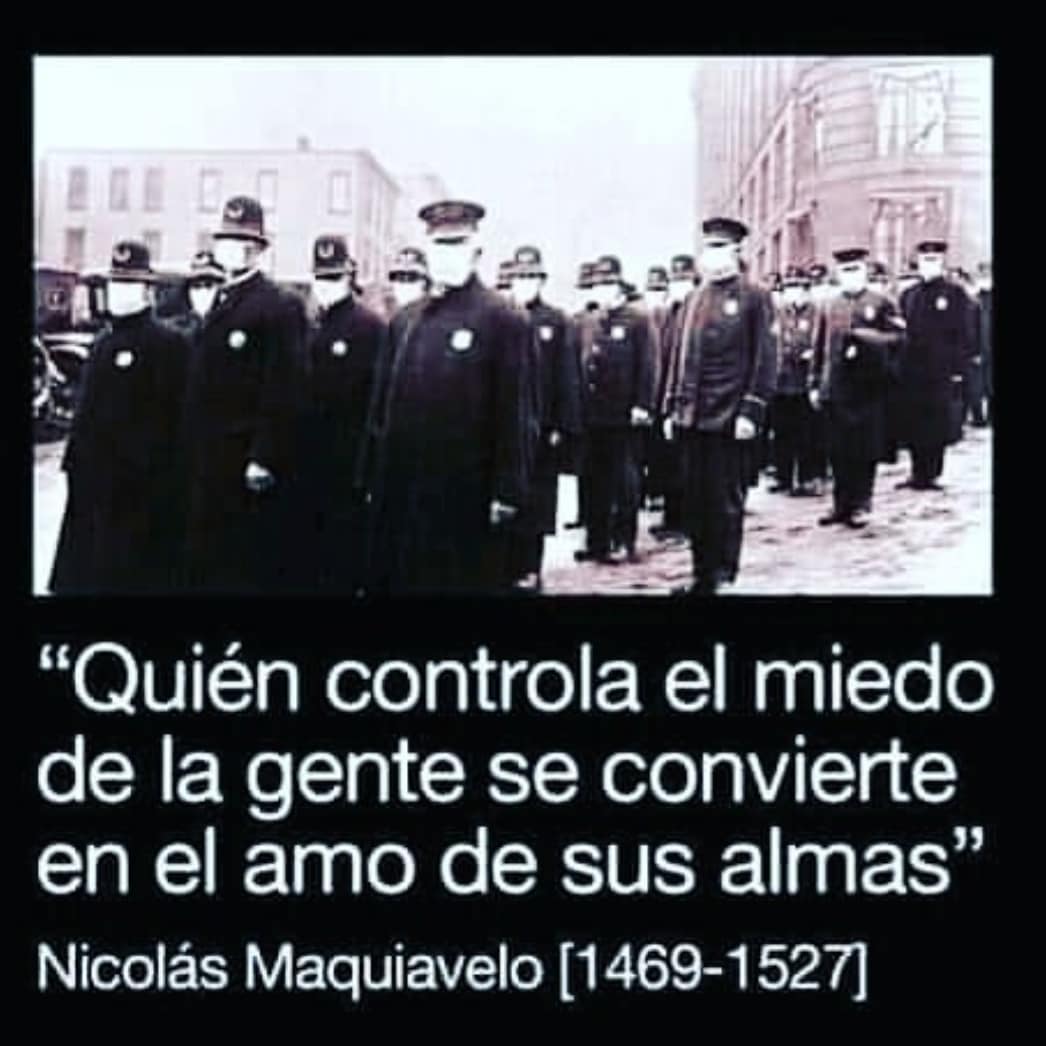 “Quién controla el miedo
de la gente se convierte
en el amo de sus almas”
Nicolás Maquiavelo [1469-1527]